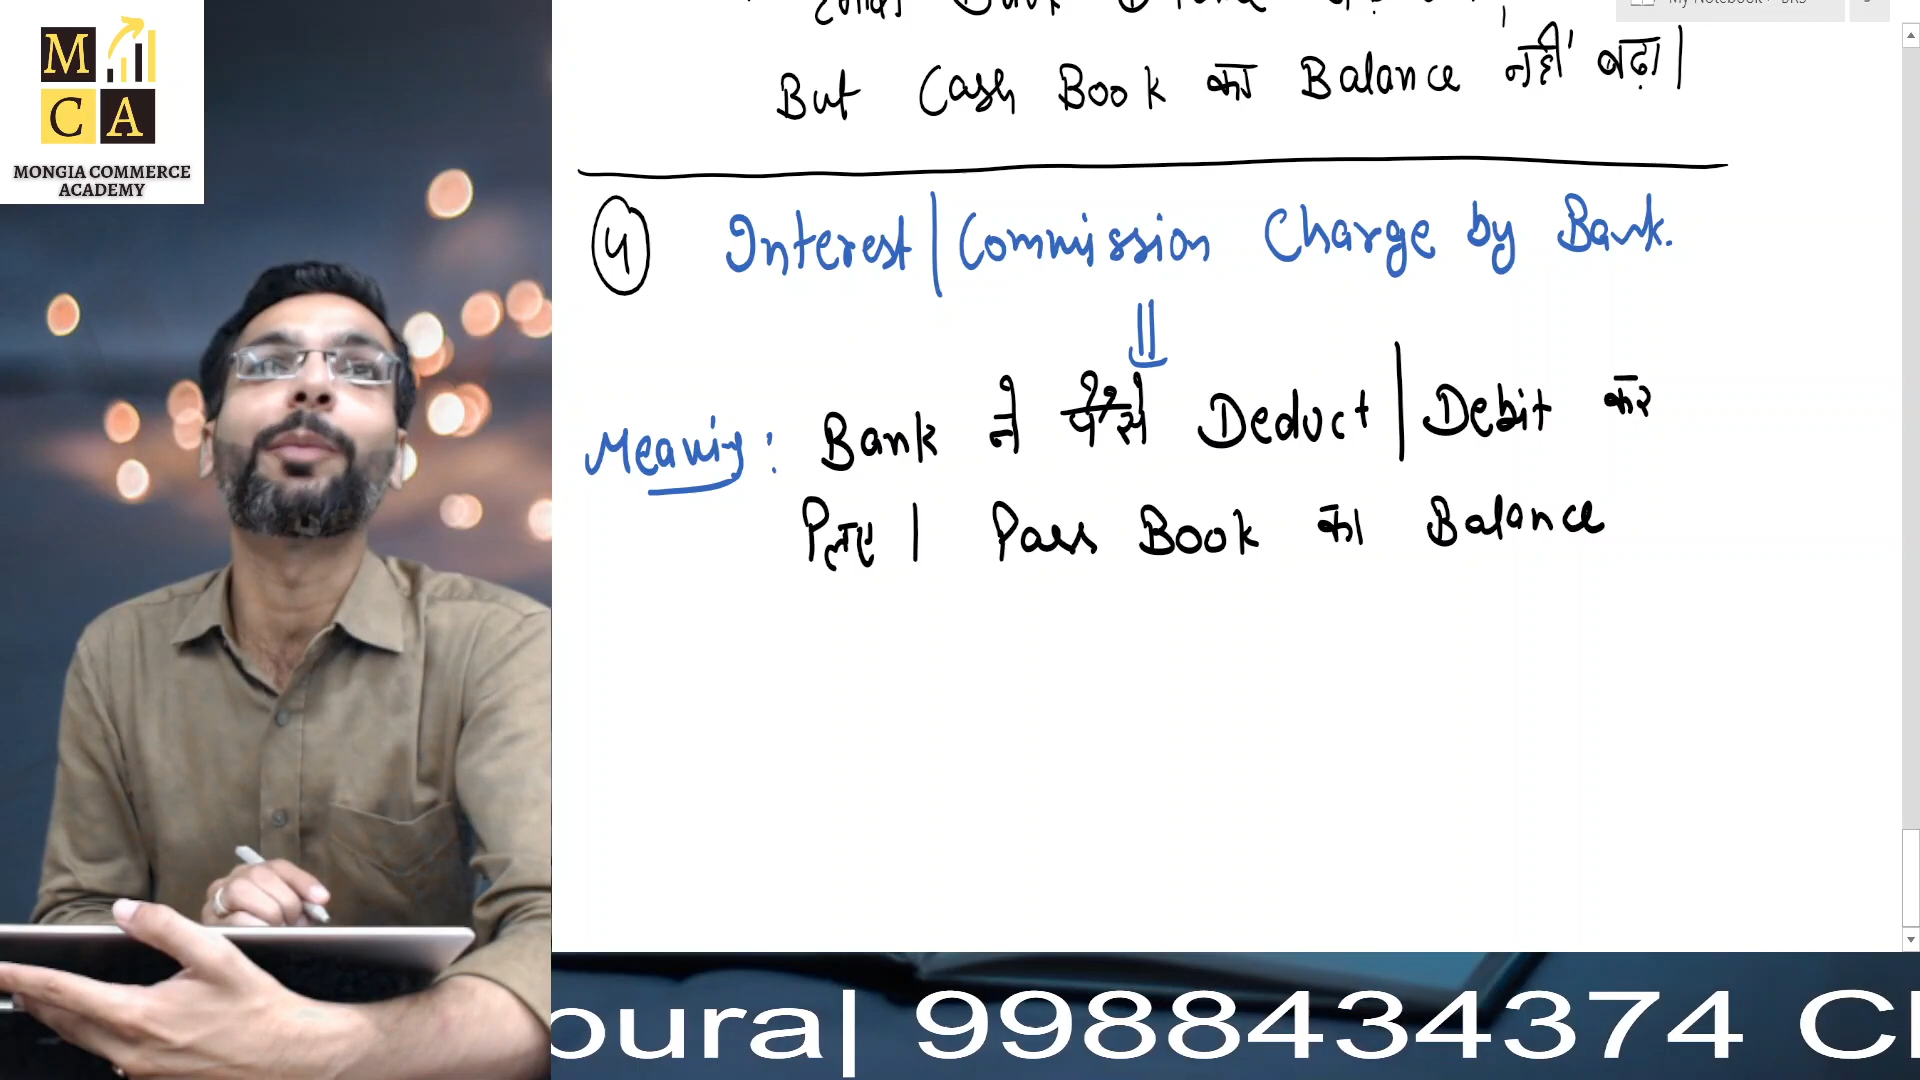 M
C A
MONGIA COMMERCE
ACADEMY
But Cash Book का Balance नहीं बढ़ा।
4 Interest | Commission Charge by Bank.
Meaning: Bank ने पैसे Deduct | Debit कर
लिए। Pass Book का Balance
oura| 9988434374